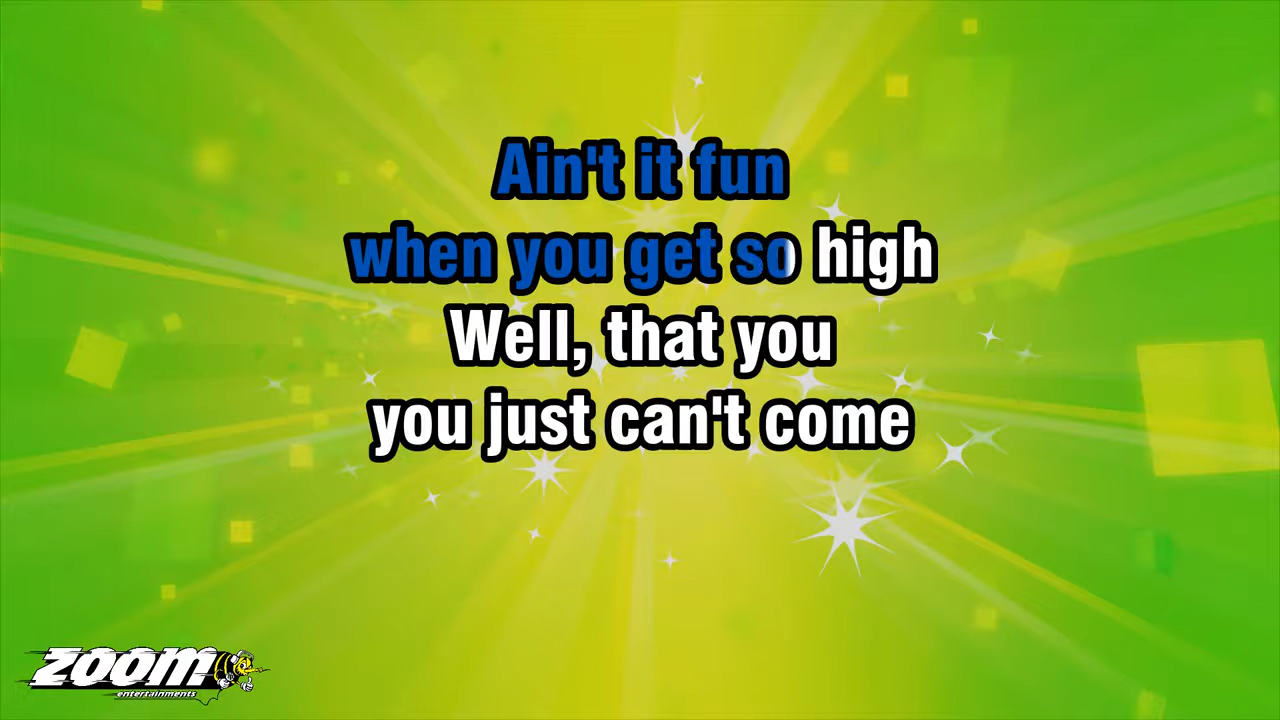 Ain't it fun
when you get so high
Well, that you
you just can't come
zoom
entertainments